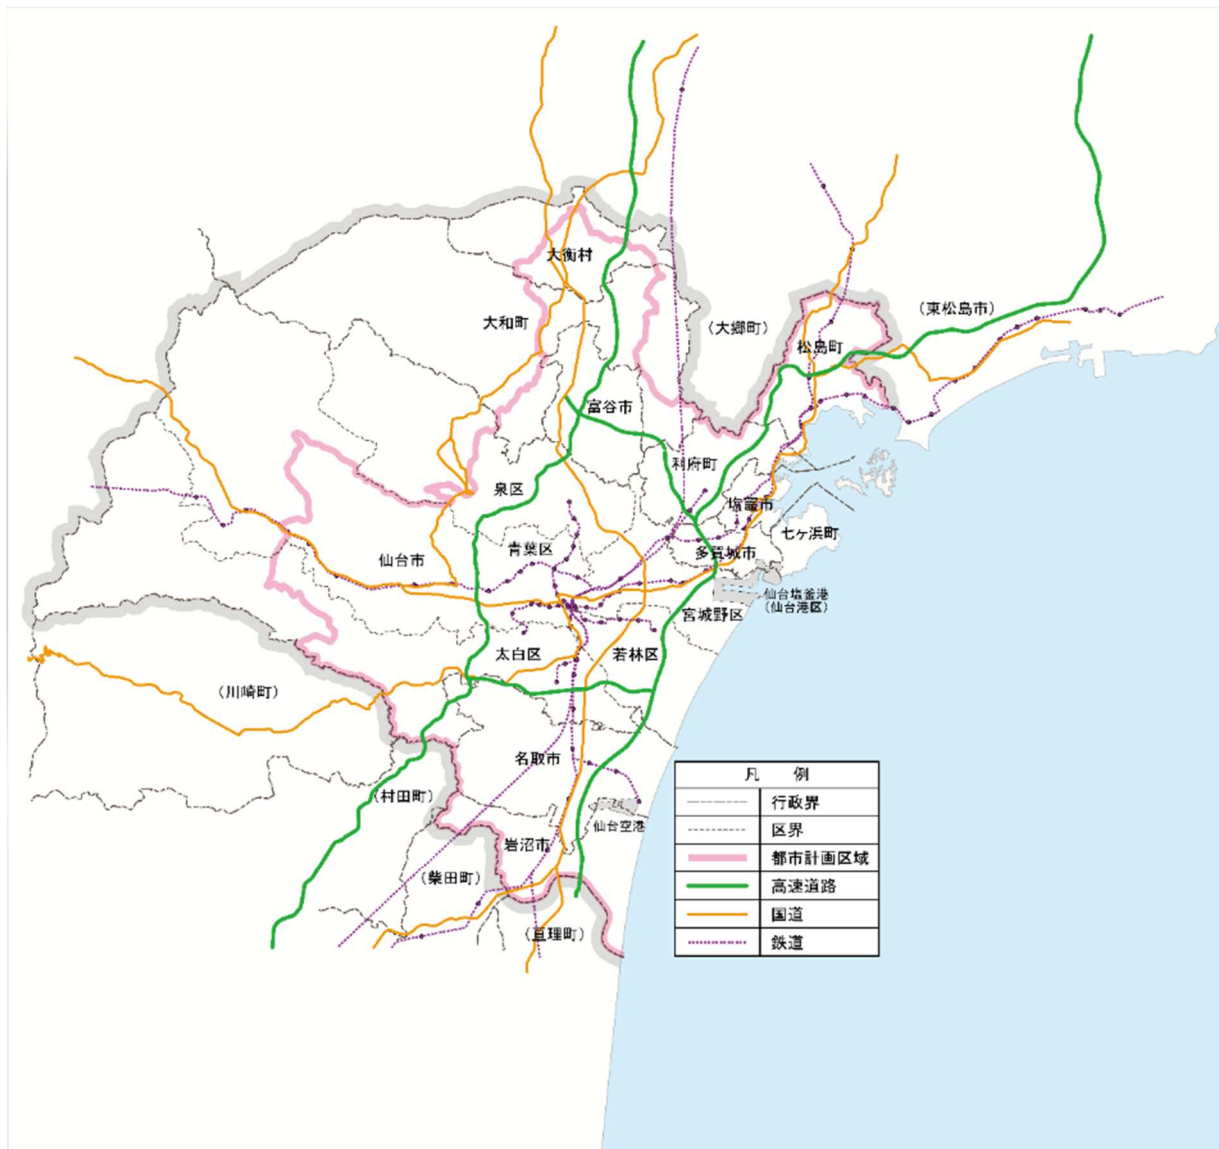 大衡村
大和町
（大郷町）
（東松島市）
松島町
富谷市
利府町
泉区
塩竈市
七ヶ浜町
青葉区
多賀城市
仙台市
仙台塩釜港
（仙台港区）
宮城野区
太白区
若林区
（川崎町）
名取市
（村田町）
仙台空港
岩沼市
（柴田町）
（亘理町）
凡 例
行政界
区界
都市計画区域
高速道路
国道
鉄道